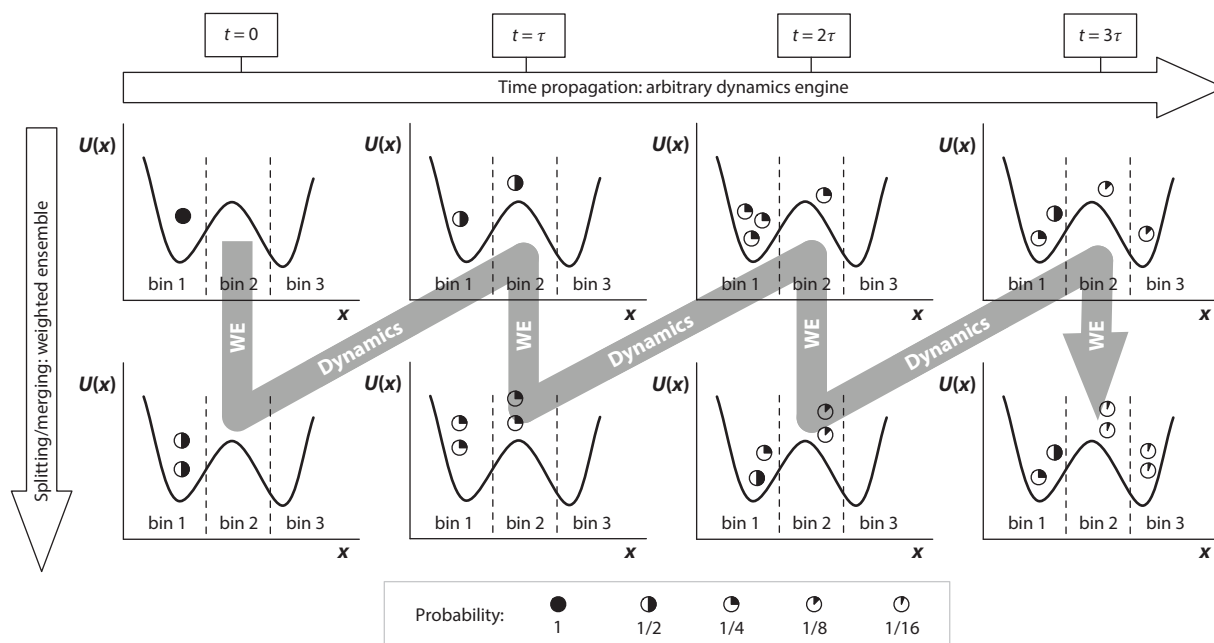 t = 0
t = τ
t = 2τ
t = 3τ
Time propagation: arbitrary dynamics engine
Splitting/merging: weighted ensemble
U(x)
bin 1
bin 2
bin 3
x
U(x)
bin 1
bin 2
bin 3
x
U(x)
bin 1
bin 2
bin 3
x
U(x)
bin 1
bin 2
bin 3
x
WE
Dynamics
WE
Dynamics
WE
Dynamics
WE
U(x)
bin 1
bin 2
bin 3
x
U(x)
bin 1
bin 2
bin 3
x
U(x)
bin 1
bin 2
bin 3
x
U(x)
bin 1
bin 2
bin 3
x
Probability:
1
1/2
1/4
1/8
1/16